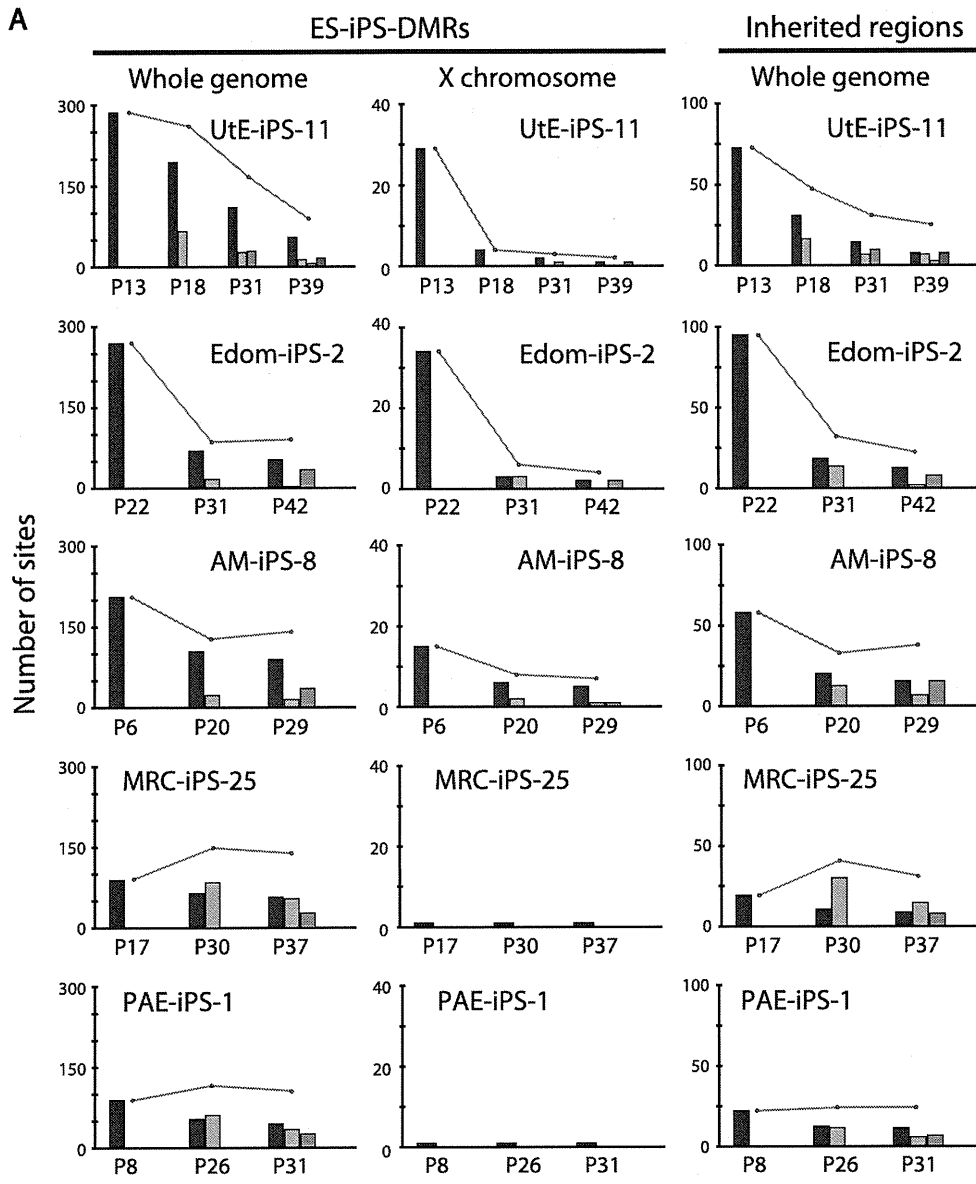 A
ES-iPS-DMRs
Inherited regions
Whole genome
X chromosome
Whole genome
Number of sites
300
150
0
UtE-iPS-11
P13 P18 P31 P39
40
20
0
UtE-iPS-11
P13 P18 P31 P39
100
50
0
UtE-iPS-11
P13 P18 P31 P39
300
150
0
Edom-iPS-2
P22 P31 P42
40
20
0
Edom-iPS-2
P22 P31 P42
100
50
0
Edom-iPS-2
P22 P31 P42
300
150
0
AM-iPS-8
P6 P20 P29
40
20
0
AM-iPS-8
P6 P20 P29
100
50
0
AM-iPS-8
P6 P20 P29
300
150
0
MRC-iPS-25
P17 P30 P37
40
20
0
MRC-iPS-25
P17 P30 P37
100
50
0
MRC-iPS-25
P17 P30 P37
300
150
0
PAE-iPS-1
P8 P26 P31
40
20
0
PAE-iPS-1
P8 P26 P31
100
50
0
PAE-iPS-1
P8 P26 P31